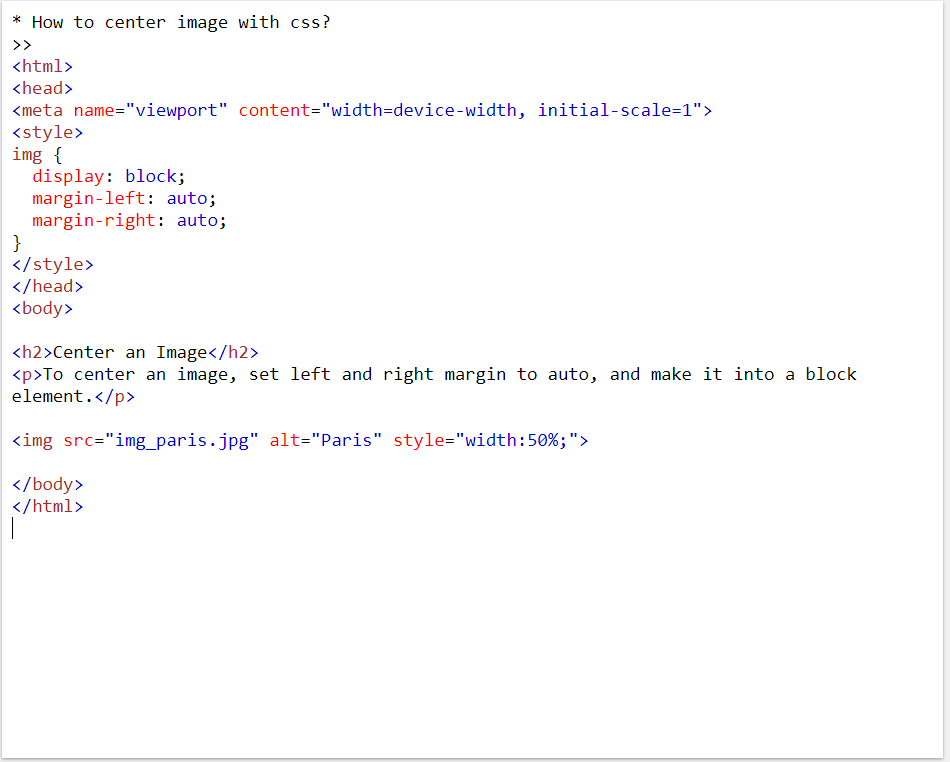 * How to center image with css?
>>
<html>
<head>
<meta name="viewport" content="width=device-width, initial-scale=1">
<style>
img {
  display: block;
  margin-left: auto;
  margin-right: auto;
}
</style>
</head>
<body>

<h2>Center an Image</h2>
<p>To center an image, set left and right margin to auto, and make it into a block
element.</p>

<img src="img_paris.jpg" alt="Paris" style="width:50%;">

</body>
</html>